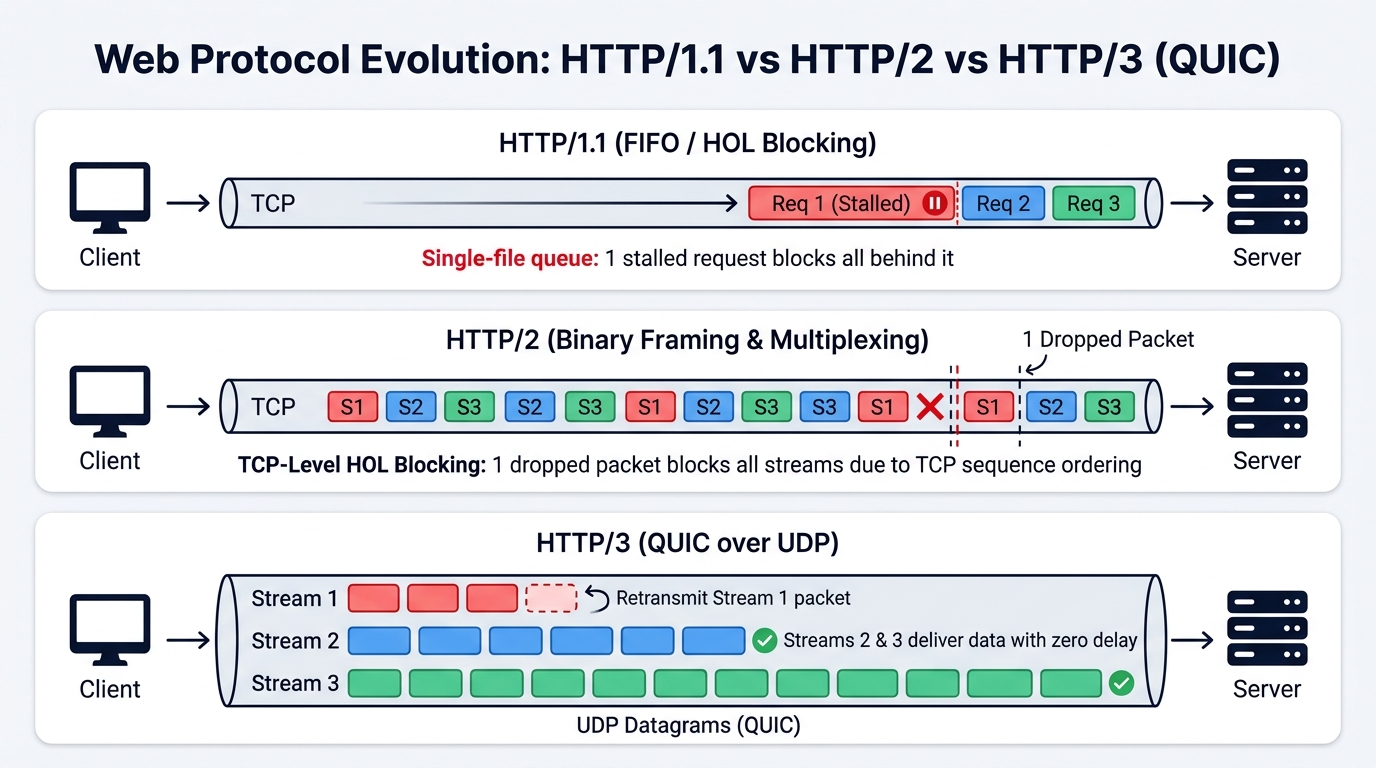 Web Protocol Evolution: HTTP/1.1 vs HTTP/2 vs HTTP/3 (QUIC)
HTTP/1.1 (FIFO / HOL Blocking)
Client
TCP
Req 1 (Stalled)
Req 2
Req 3
Server
Single-file queue: 1 stalled request blocks all behind it
HTTP/2 (Binary Framing & Multiplexing)
1 Dropped Packet
Client
TCP
S1 S2 S3 S2 S3 S1 S2 S3 S3 S1 S1 S2 S3
Server
TCP-Level HOL Blocking: 1 dropped packet blocks all streams due to TCP sequence ordering
HTTP/3 (QUIC over UDP)
Client
Stream 1
Retransmit Stream 1 packet
Stream 2
Streams 2 & 3 deliver data with zero delay
Stream 3
Server
UDP Datagrams (QUIC)